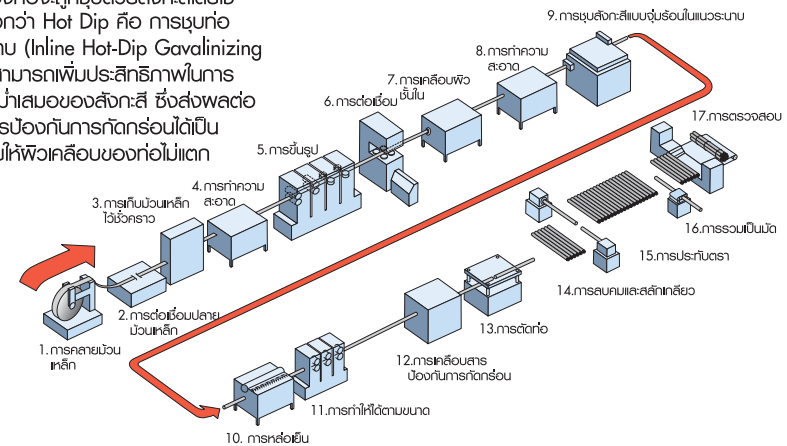 อกว่า Hot Dip คือ การชุบท่อ
าบ (Inline Hot-Dip Gavalinizing
ามารถเพิ่มประสิทธิภาพในการ
ม่ำเสมอของสังกะสี ซึ่งส่งผลต่อ
รป้องกันการกัดกร่อนได้เป็น
ให้ผิวเคลือบของท่อไม่แตก
1.การคลายม้วน
เหล็ก
2.การต่อเชื่อมปลาย
ม้วนเหล็ก
3.การเก็บม้วนเหล็ก
ไว้ชั่วคราว
4.การทำความ
สะอาด
5.การขึ้นรูป
6.การต่อเชื่อม
7.การเคลือบผิว
ชั้นใน
8.การทำความ
สะอาด
9.การชุบสังกะสีแบบจุ่มร้อนในแนวระนาบ
10. การหล่อเย็น
11.การทำให้ได้ตามขนาด
12.การเคลือบสาร
ป้องกันการกัดกร่อน
13.การตัดท่อ
14.การลบคมและสลักเกลียว
15.การประทับตรา
16.การรวมเป็นมัด
17.การตรวจสอบ